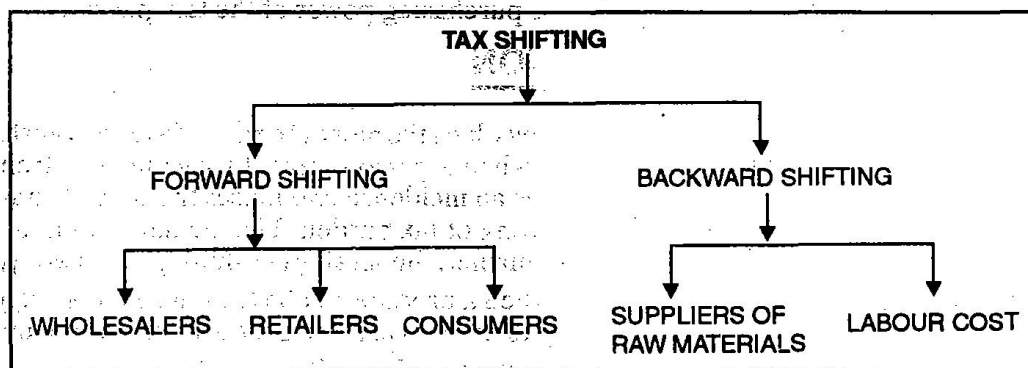 TAX SHIFTING
FORWARD SHIFTING
BACKWARD SHIFTING
WHOLESALERS
RETAILERS
CONSUMERS
SUPPLIERS OF
RAW MATERIALS
LABOUR COST